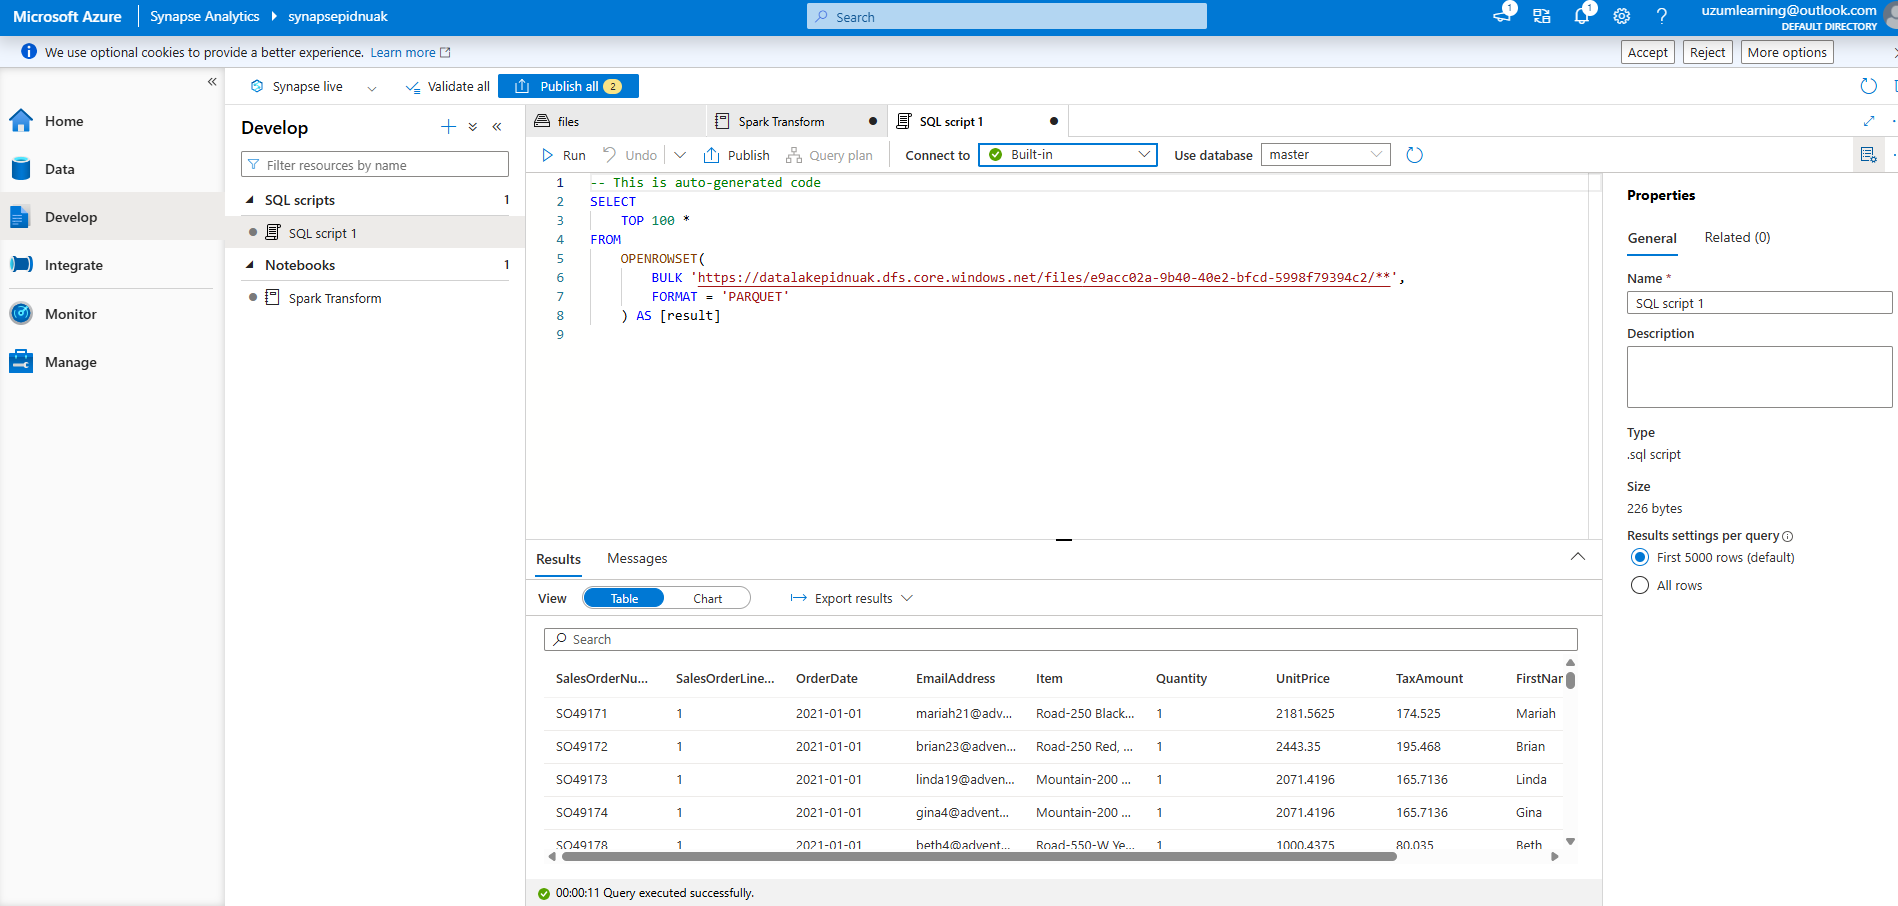 Microsoft Azure
Synapse Analytics
synapsepidnuak
Search
1
1
uzumlearning@outlook.com
DEFAULT DIRECTORY
We use optional cookies to provide a better experience. Learn more
Accept
Reject
More options
Synapse live
Validate all
Publish all 2
Home
Data
Develop
Integrate
Monitor
Manage
Develop
Filter resources by name
SQL scripts 1
SQL script 1
Notebooks 1
Spark Transform
files
Spark Transform
SQL script 1
Run
Undo
Publish
Query plan
Connect to
Built-in
Use database
master
1 -- This is auto-generated code
2 SELECT
3 TOP 100 *
4 FROM
5 OPENROWSET(
6 BULK 'https://datalakepidnuak.dfs.core.windows.net/files/e9acc02a-9b40-40e2-bfcd-5998f79394c2/**',
7 FORMAT = 'PARQUET'
8 ) AS [result]
9
Results
Messages
View
Table
Chart
Export results
Search
SalesOrderNu... SalesOrderLine... OrderDate EmailAddress Item Quantity UnitPrice TaxAmount FirstNar
SO49171 1 2021-01-01 mariah21@adv... Road-250 Black... 1 2181.5625 174.525 Mariah
SO49172 1 2021-01-01 brian23@adven... Road-250 Red, ... 1 2443.35 195.468 Brian
SO49173 1 2021-01-01 linda19@adven... Mountain-200 ... 1 2071.4196 165.7136 Linda
SO49174 1 2021-01-01 gina4@advent... Mountain-200 ... 1 2071.4196 165.7136 Gina
SO49178 1 2021-01-01 beth4@advent... Road-550-W Ye... 1 1000.4375 80.035 Beth
00:00:11 Query executed successfully.
Properties
General
Related (0)
Name *
SQL script 1
Description
Type
.sql script
Size
226 bytes
Results settings per query
First 5000 rows (default)
All rows